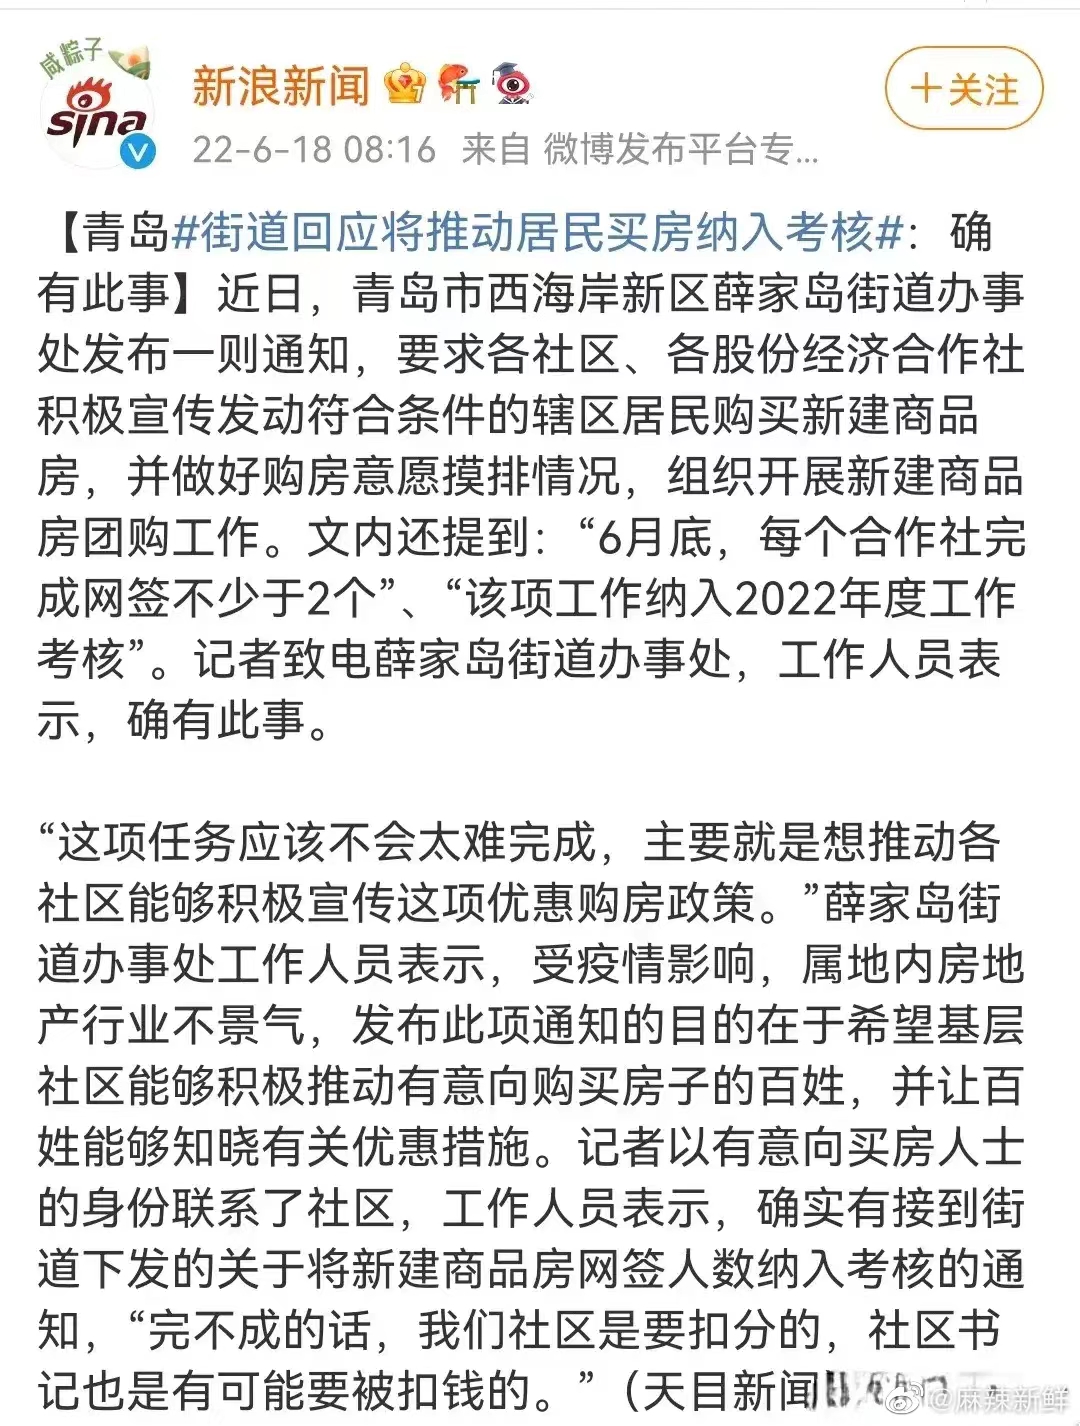 咸粽子
sina
新浪新闻
+关注
22-6-18 08:16 来自 微博发布平台专...
【青岛#街道回应将推动居民买房纳入考核#：确
有此事】近日，青岛市西海岸新区薛家岛街道办事
处发布一则通知，要求各社区、各股份经济合作社
积极宣传发动符合条件的辖区居民购买新建商品
房，并做好购房意愿摸排情况，组织开展新建商品
房团购工作。文内还提到：“6月底，每个合作社完
成网签不少于2个”、“该项工作纳入2022年度工作
考核”。记者致电薛家岛街道办事处，工作人员表
示，确有此事。
“这项任务应该不会太难完成，主要就是想推动各
社区能够积极宣传这项优惠购房政策。”薛家岛街
道办事处工作人员表示，受疫情影响，属地内房地
产行业不景气，发布此项通知的目的在于希望基层
社区能够积极推动有意向购买房子的百姓，并让百
姓能够知晓有关优惠措施。记者以有意向买房人士
的身份联系了社区，工作人员表示，确实有接到街
道下发的关于将新建商品房网签人数纳入考核的通
知，“完不成的话，我们社区是要扣分的，社区书
记也是有可能要被扣钱的。”（天目新闻
@麻辣新鲜